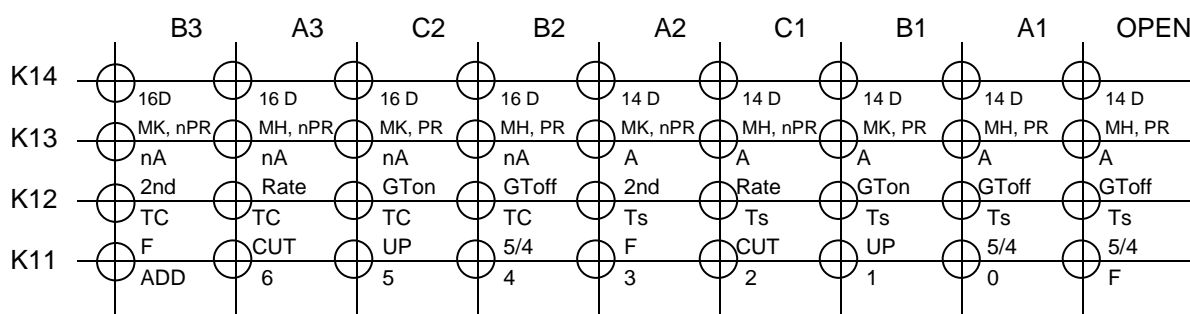 B3 A3 C2 B2 A2 C1 B1 A1 OPEN
K14
16D 16 D 16 D 16 D 14 D 14 D 14 D 14 D 14 D
K13 MK, nPR MH, nPR MK, PR MH, PR MK, nPR MH, nPR MK, PR MH, PR MH, PR
nA nA nA nA A A A A A
K12 2nd Rate GTon GToff 2nd Rate GTon GToff GToff
TC TC TC TC Ts Ts Ts Ts Ts
K11 F CUT UP 5/4 F CUT UP 5/4 5/4
ADD 6 5 4 3 2 1 0 F